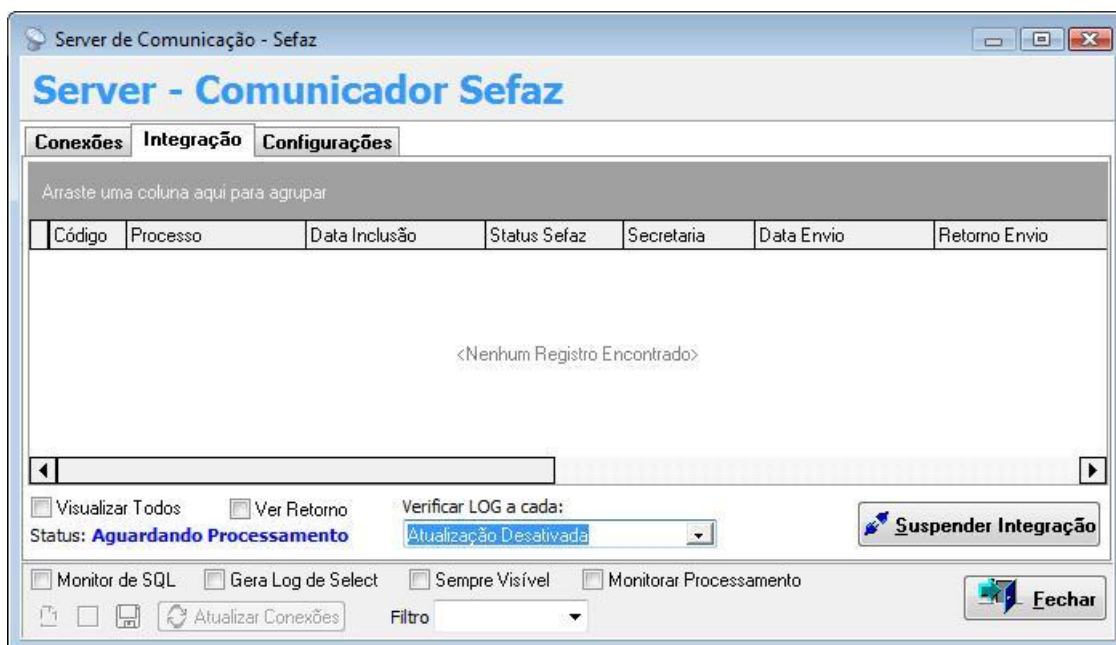 Server de Comunicação - Sefaz
Server - Comunicador Sefaz
Conexões Integração Configurações
Arraste uma coluna aqui para agrupar
Código Processo Data Inclusão Status Sefaz Secretaria Data Envio Retorno Envio
<Nenhum Registro Encontrado>
Visualizar Todos Ver Retorno Verificar LOG a cada:
Status: Aguardando Processamento Atualização Desativada Suspender Integração
Monitor de SQL Gera Log de Select Sempre Visível Monitorar Processamento
Atualizar Conexões Filtro Fechar